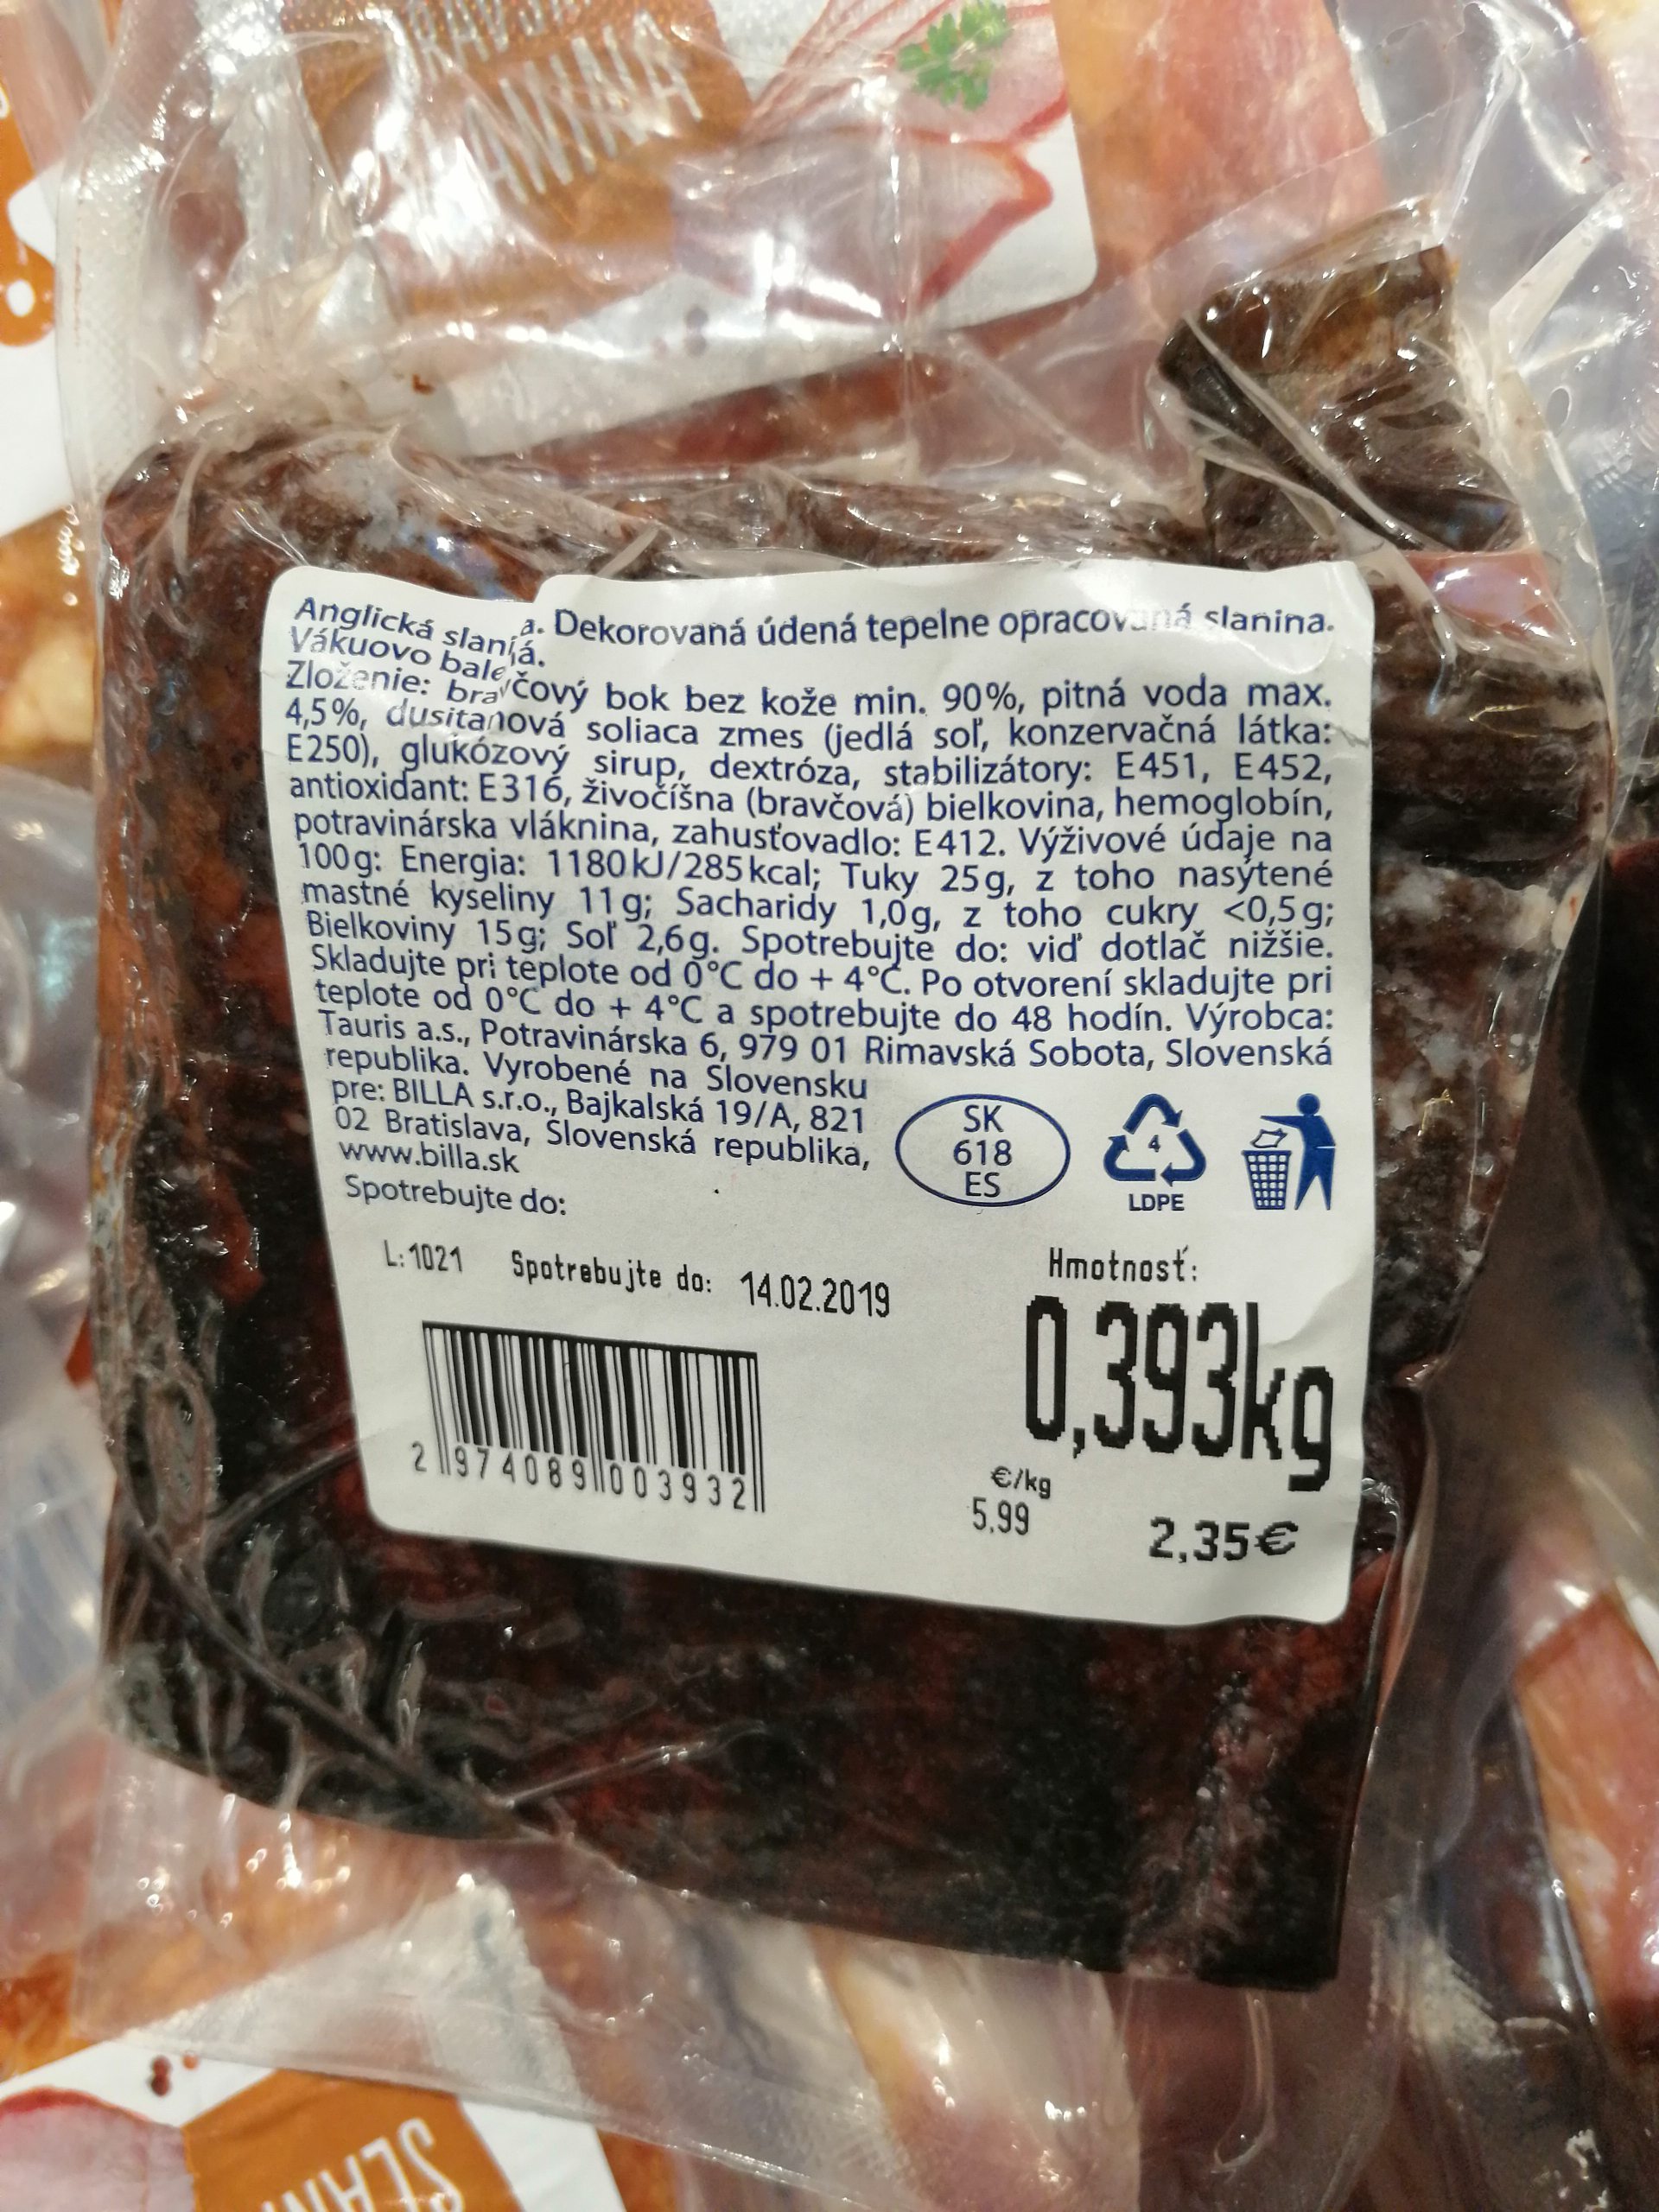 SLANINA
Anglická slanina. Dekorovaná údená tepelne opracovaná slanina.
Vákuovo balená.
Zloženie: bravčový bok bez kože min. 90%, pitná voda max.
4,5%, dusitanová soliaca zmes (jedlá soľ, konzervačná látka:
E250), glukózový sirup, dextróza, stabilizátory: E451, E452,
antioxidant: E316, živočíšna (bravčová) bielkovina, hemoglobín,
potravinárska vláknina, zahusťovadlo: E412. Výživové údaje na
100g: Energia: 1180kJ/285kcal; Tuky 25g, z toho nasýtené
mastné kyseliny 11g; Sacharidy 1,0g, z toho cukry <0,5g;
Bielkoviny 15g; Soľ 2,6g. Spotrebujte do: viď dotlač nižšie.
Skladujte pri teplote od 0°C do + 4°C. Po otvorení skladujte pri
teplote od 0°C do + 4°C a spotrebujte do 48 hodín. Výrobca:
Tauris a.s., Potravinárska 6, 979 01 Rimavská Sobota, Slovenská
republika. Vyrobené na Slovensku
pre: BILLA s.r.o., Bajkalská 19/A, 821
02 Bratislava, Slovenská republika,
www.billa.sk
Spotrebujte do:
SK
618
ES
4
LDPE
L: 1021 Spotrebujte do: 14.02.2019
Hmotnosť:
0,393kg
2 974089 003932
€/kg
5.99
2,35€